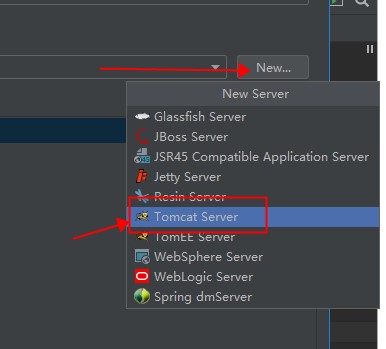 New...
New Server
Glassfish Server
JBoss Server
JSR45 Compatible Application Server
Jetty Server
Resin Server
Tomcat Server
TomEE Server
WebSphere Server
WebLogic Server
Spring dmServer